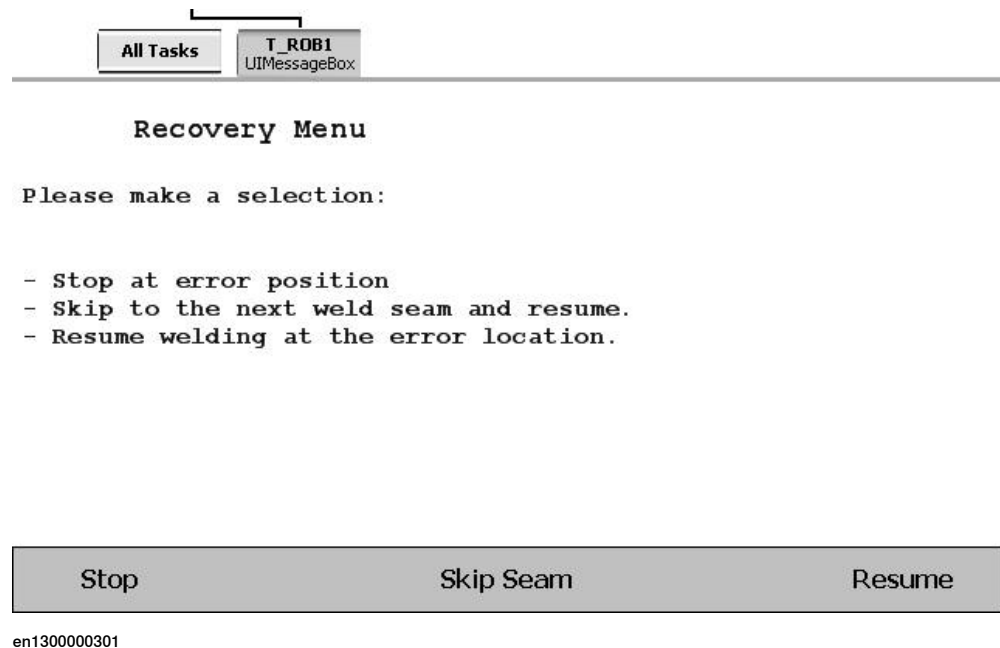 All Tasks
T_ROB1
UIMessageBox
Recovery Menu
Please make a selection:
- Stop at error position
- Skip to the next weld seam and resume.
- Resume welding at the error location.
Stop
Skip Seam
Resume
en1300000301